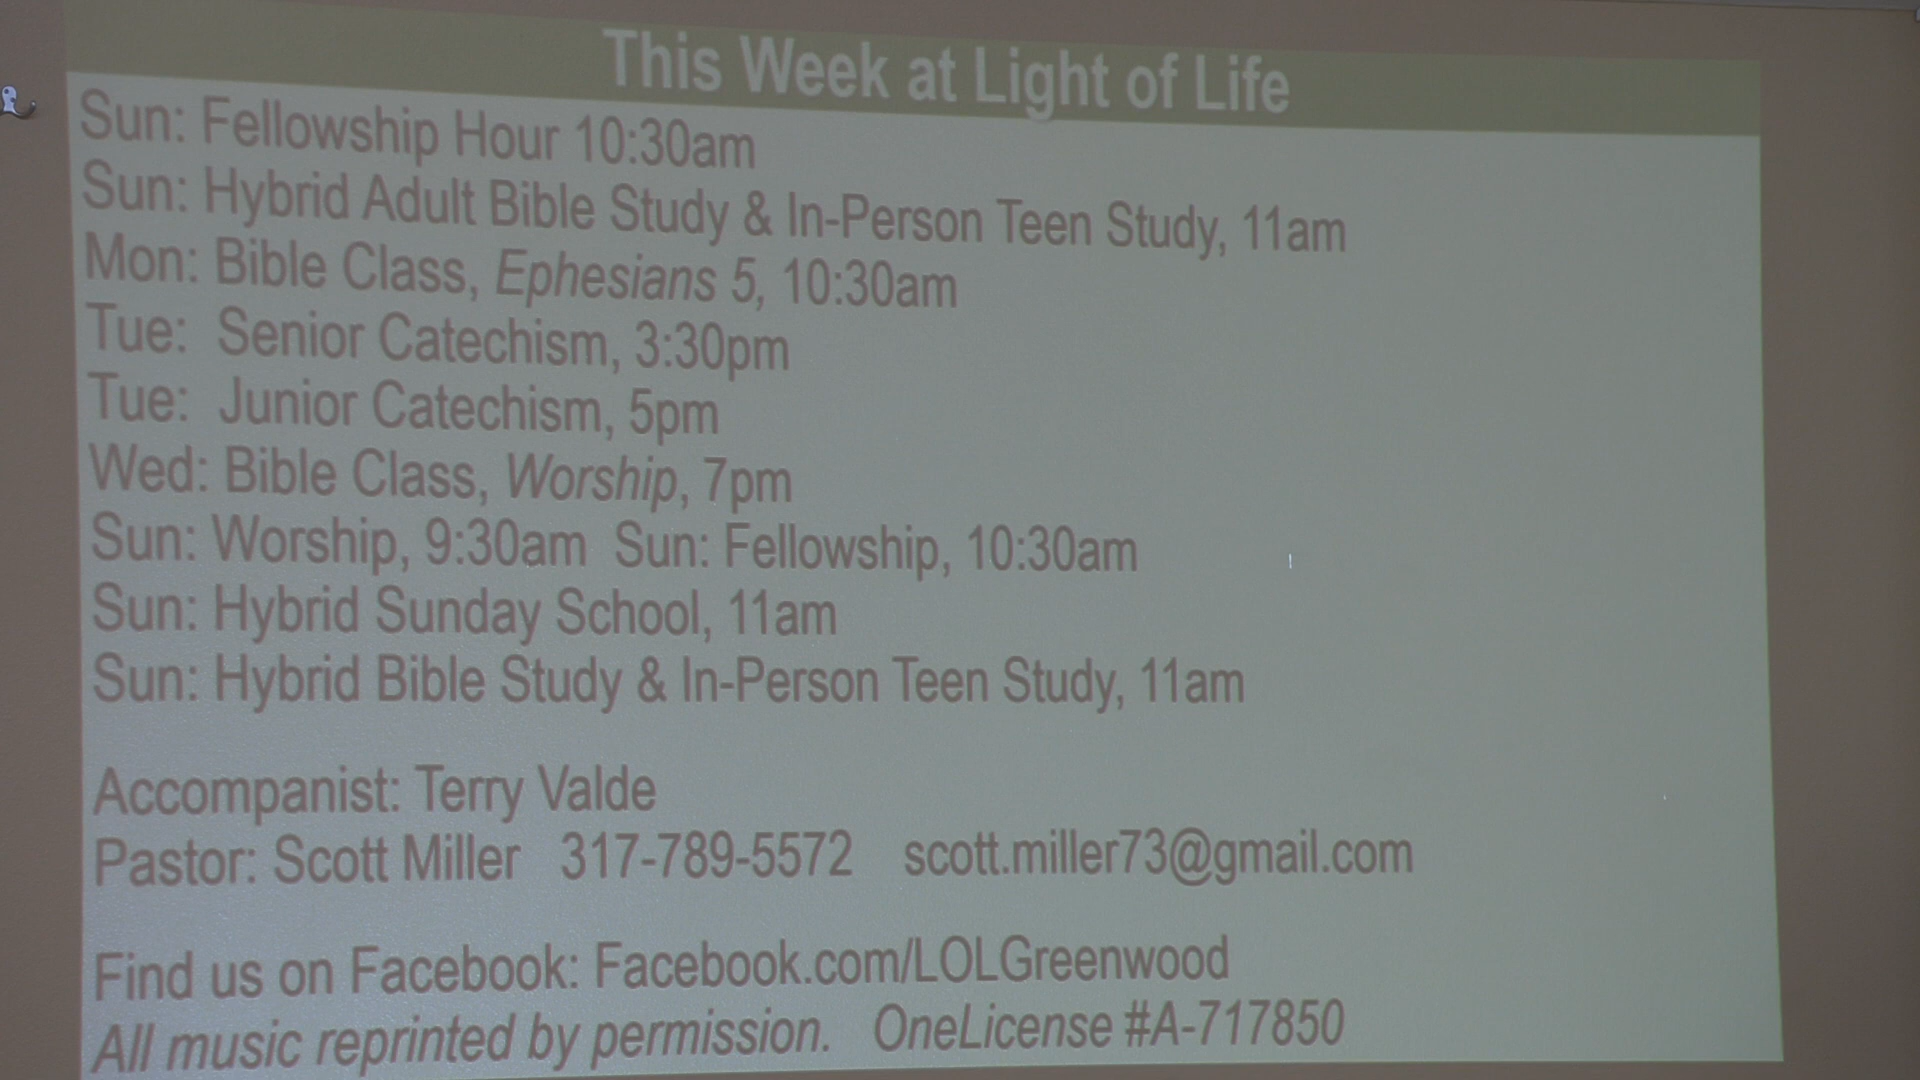 This Week at Light of Life
Sun: Fellowship Hour 10:30am
Sun: Hybrid Adult Bible Study & In-Person Teen Study, 11am
Mon: Bible Class, Ephesians 5, 10:30am
Tue: Senior Catechism, 3:30pm
Tue: Junior Catechism, 5pm
Wed: Bible Class, Worship, 7pm
Sun: Worship, 9:30am Sun: Fellowship, 10:30am
Sun: Hybrid Sunday School, 11am
Sun: Hybrid Bible Study & In-Person Teen Study, 11am
Accompanist: Terry Valde
Pastor: Scott Miller 317-789-5572 scott.miller73@gmail.com
Find us on Facebook: Facebook.com/LOLGreenwood
All music reprinted by permission. OneLicense #A-717850